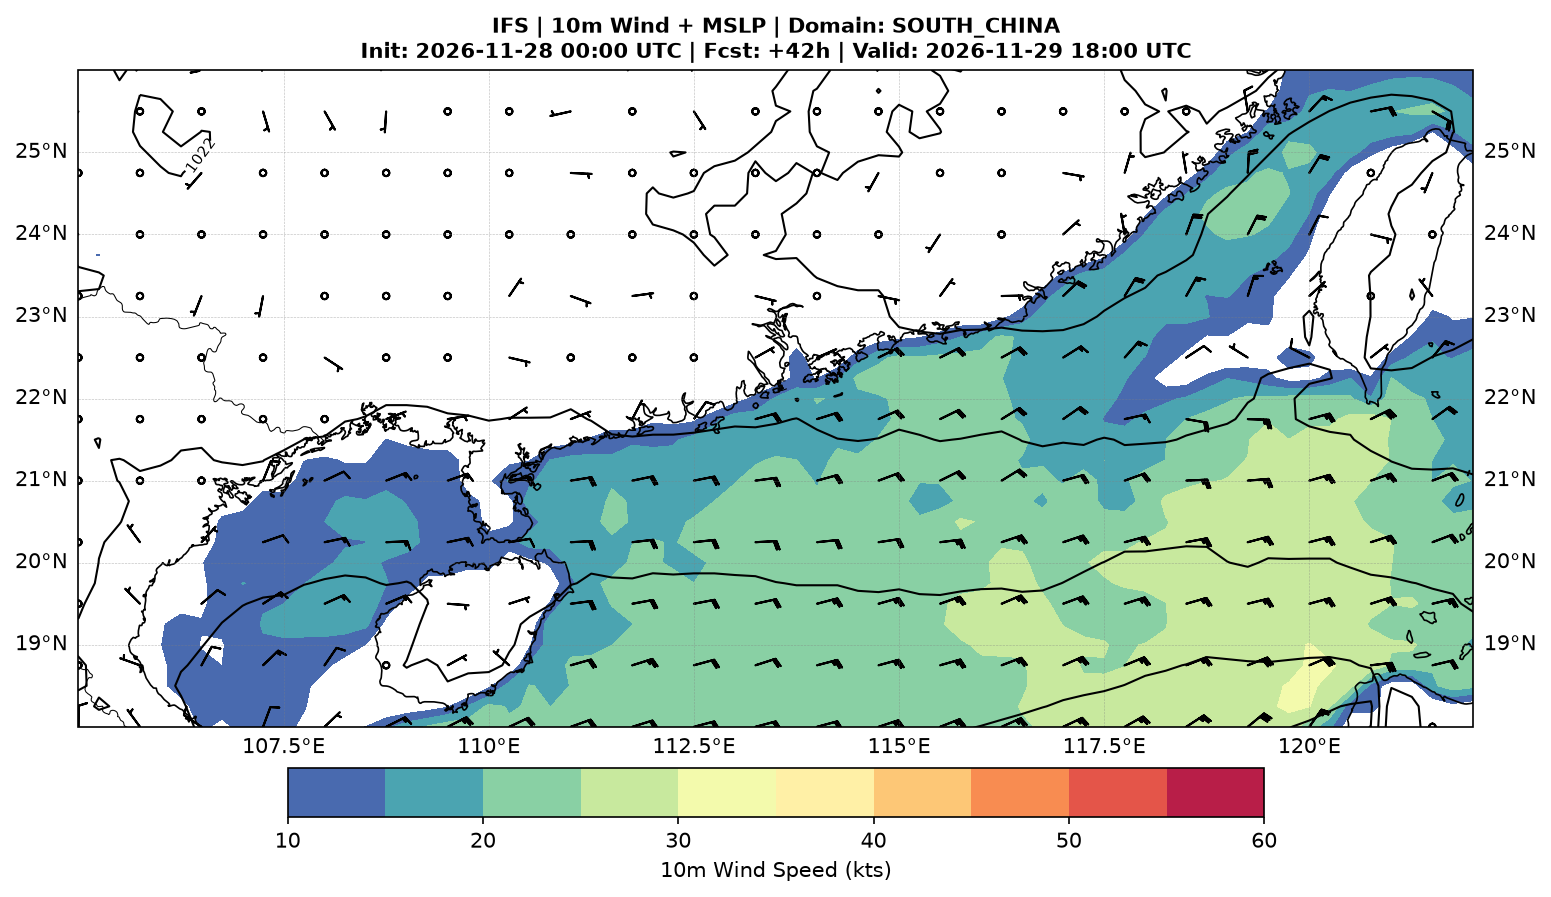 IFS | 10m Wind + MSLP | Domain: SOUTH_CHINA
Init: 2026-11-28 00:00 UTC | Fcst: +42h | Valid: 2026-11-29 18:00 UTC
1022
25°N 25°N
24°N 24°N
23°N 23°N
22°N 22°N
21°N 21°N
20°N 20°N
19°N 19°N
107.5°E 110°E 112.5°E 115°E 117.5°E 120°E
10 20 30 40 50 60
10m Wind Speed (kts)